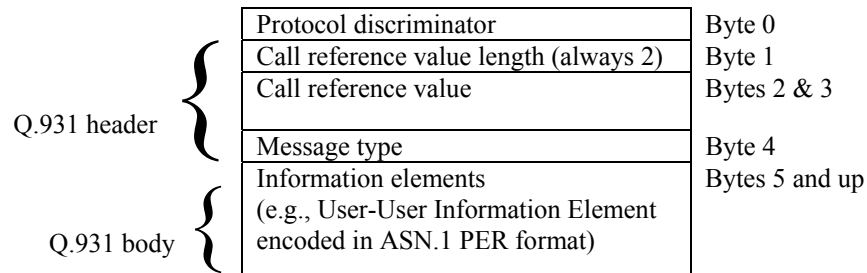 Protocol discriminator Byte 0
Call reference value length (always 2) Byte 1
Call reference value Bytes 2 & 3
Q.931 header
Message type Byte 4
Information elements Bytes 5 and up
(e.g., User-User Information Element
encoded in ASN.1 PER format)
Q.931 body